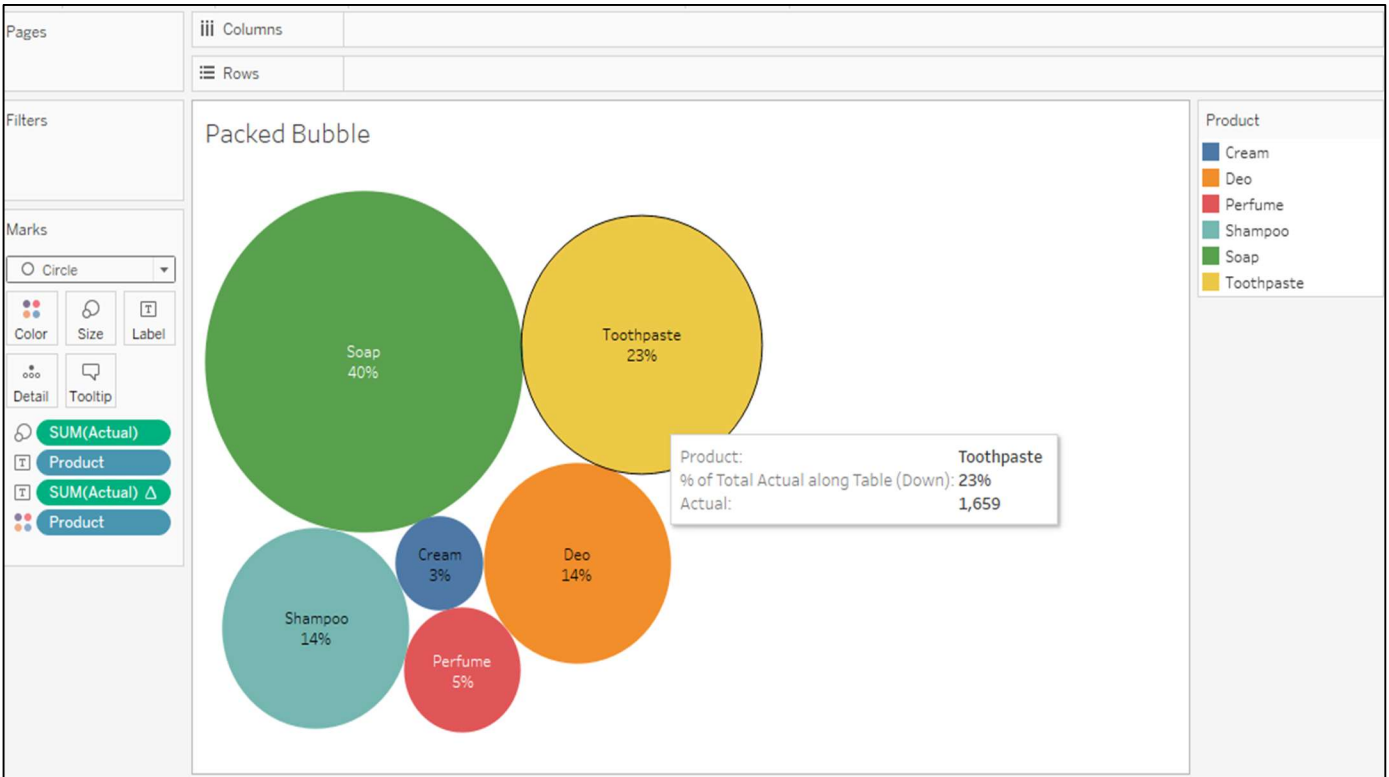 Pages
Columns
Rows
Filters
Marks
Circle
Color
Size
Label
Detail
Tooltip
SUM(Actual)
Product
SUM(Actual) Δ
Product
Packed Bubble
Soap
40%
Toothpaste
23%
Product: Toothpaste
% of Total Actual along Table (Down): 23%
Actual: 1,659
Cream
3%
Deo
14%
Shampoo
14%
Perfume
5%
Product
Cream
Deo
Perfume
Shampoo
Soap
Toothpaste